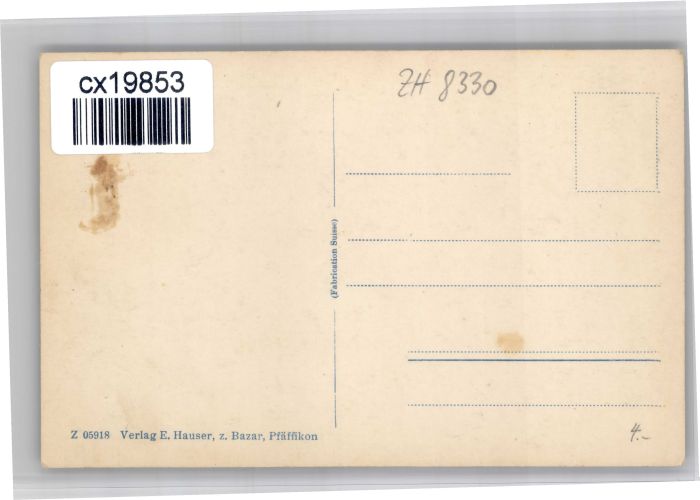 cx19853
ZH 8330
(Fabrication Suisse)
Z 05918 Verlag E. Hauser, z. Bazar, Pfäffikon
4.-